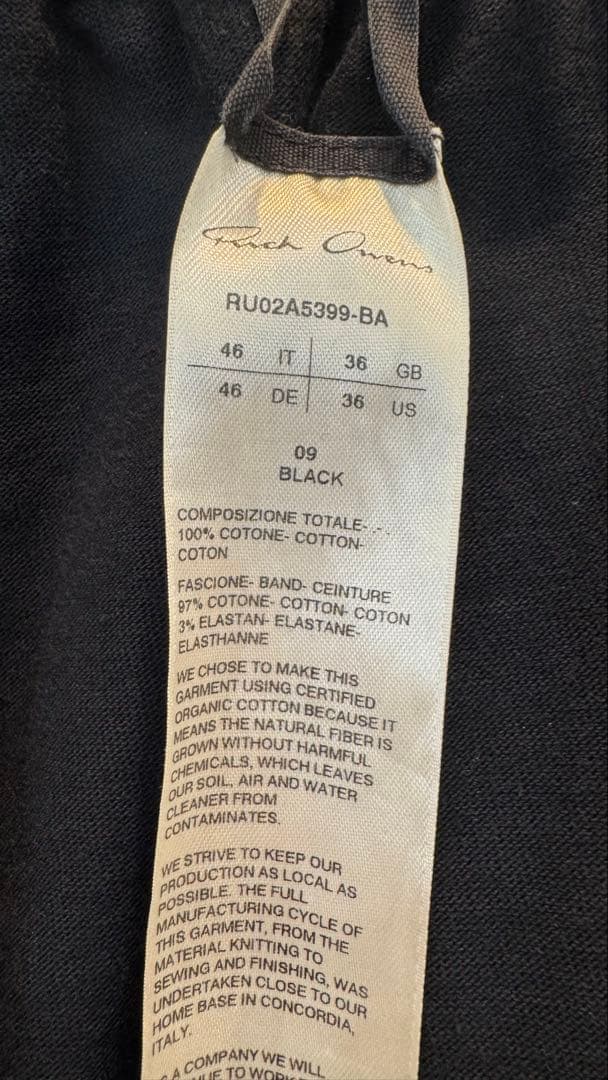 Rick Owens
RU02A5399-BA
46 IT 36 GB
46 DE 36 US
09
BLACK
COMPOSIZIONE TOTALE- - -
100% COTONE- COTTON-
COTON
FASCIONE- BAND- CEINTURE
97% COTONE- COTTON- COTON
3% ELASTAN- ELASTANE-
ELASTHANNE
WE CHOSE TO MAKE THIS
GARMENT USING CERTIFIED
ORGANIC COTTON BECAUSE IT
MEANS THE NATURAL FIBER IS
GROWN WITHOUT HARMFUL
CHEMICALS, WHICH LEAVES
OUR SOIL, AIR AND WATER
CLEANER FROM
CONTAMINATES.
WE STRIVE TO KEEP OUR
PRODUCTION AS LOCAL AS
POSSIBLE. THE FULL
MANUFACTURING CYCLE OF
THIS GARMENT, FROM THE
MATERIAL KNITTING TO
SEWING AND FINISHING, WAS
UNDERTAKEN CLOSE TO OUR
HOME BASE IN CONCORDIA,
ITALY.
A COMPANY WE WILL
TO